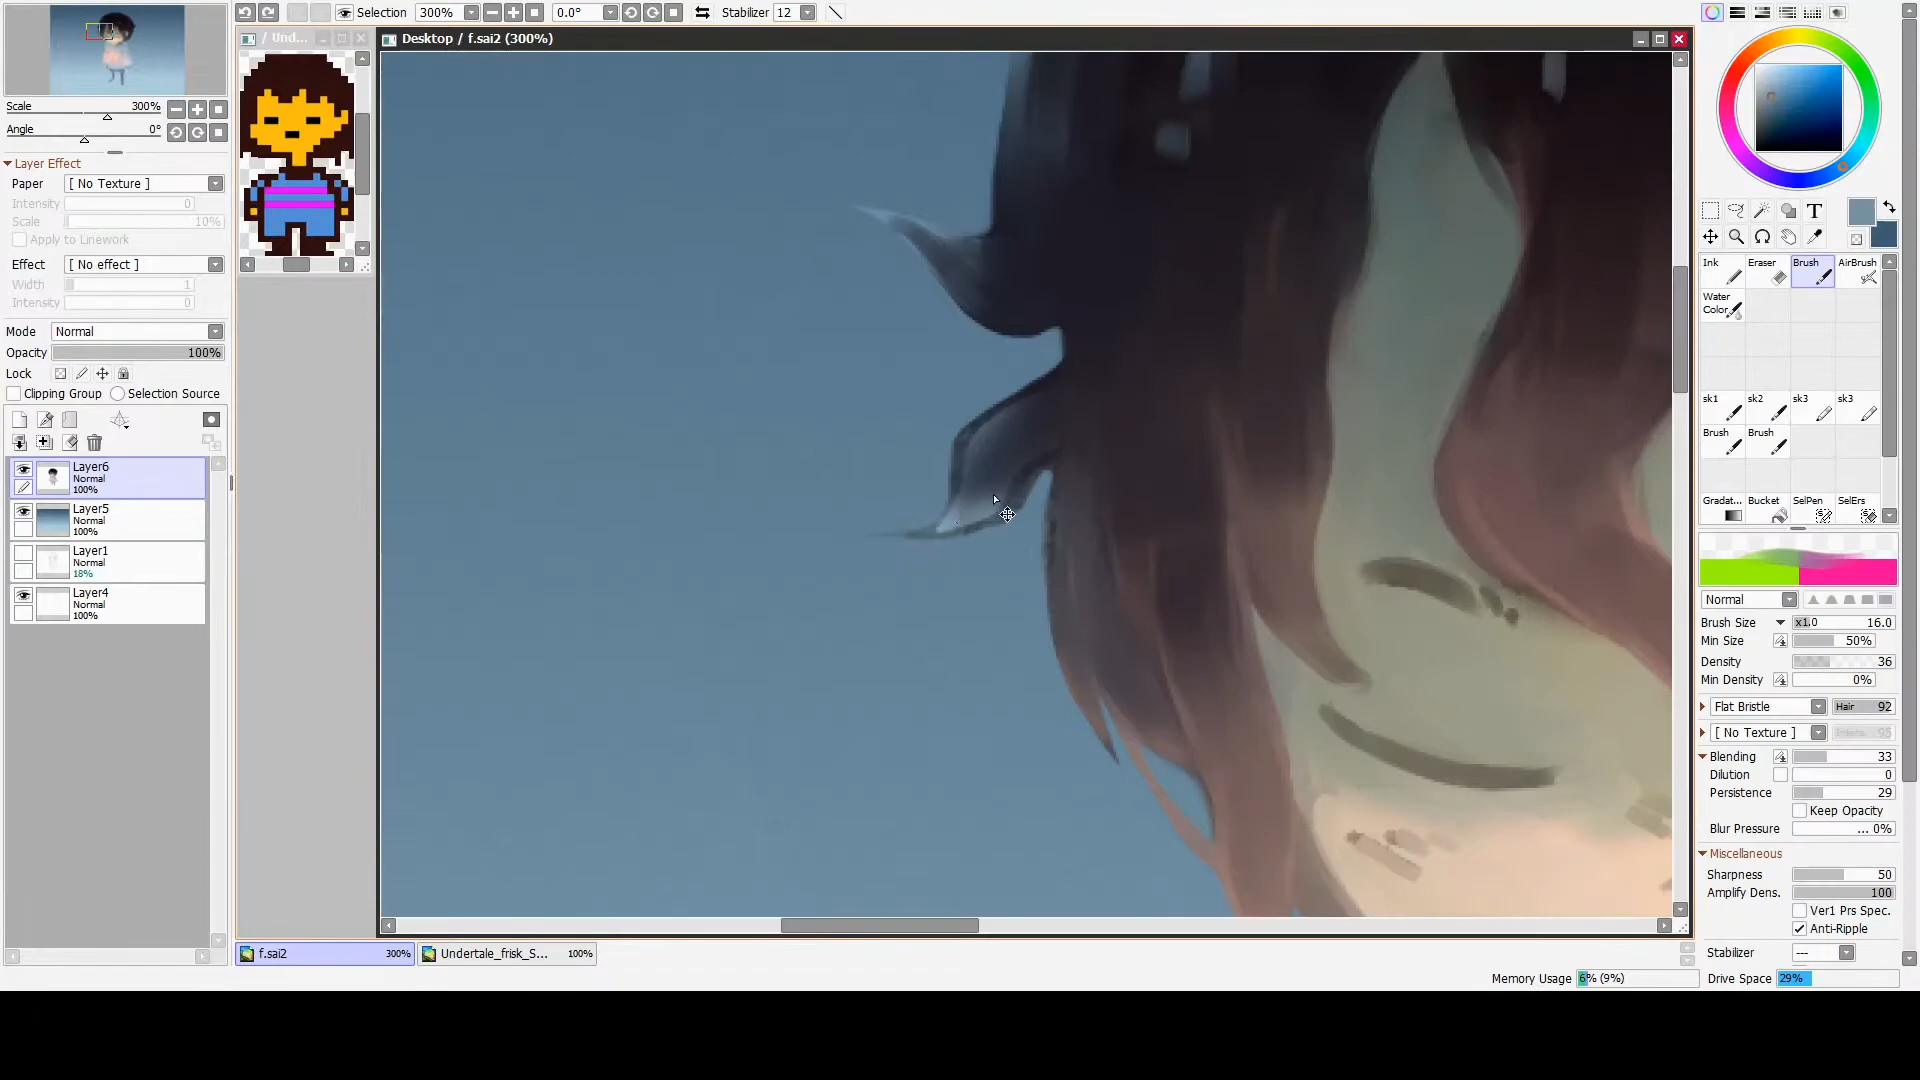 Selection 300% 0.0° Stabilizer 12
/ Und...
Desktop / f.sai2 (300%)
Scale 300%
Angle 0°
Layer Effect
Paper [ No Texture ]
Intensity 0
Scale 10%
Apply to Linework
Effect [ No effect ]
Width 1
Intensity 0
Mode Normal
Opacity 100%
Lock
Clipping Group Selection Source
Layer6
Normal
100%
Layer5
Normal
100%
Layer1
Normal
18%
Layer4
Normal
100%
T
Ink Eraser Brush AirBrush
Water
Color
sk1 sk2 sk3 sk3
Brush Brush
Gradat... Bucket SelPen SelErs
Normal
Brush Size x1.0 16.0
Min Size 50%
Density 36
Min Density 0%
Flat Bristle Hair 92
[ No Texture ] Intens. 95
Blending 33
Dilution 0
Persistence 29
Keep Opacity
Blur Pressure ... 0%
Miscellaneous
Sharpness 50
Amplify Dens. 100
Ver1 Prs Spec.
Anti-Ripple
Stabilizer ---
f.sai2 300% Undertale_frisk_S... 100%
Memory Usage 6% (9%) Drive Space 29%